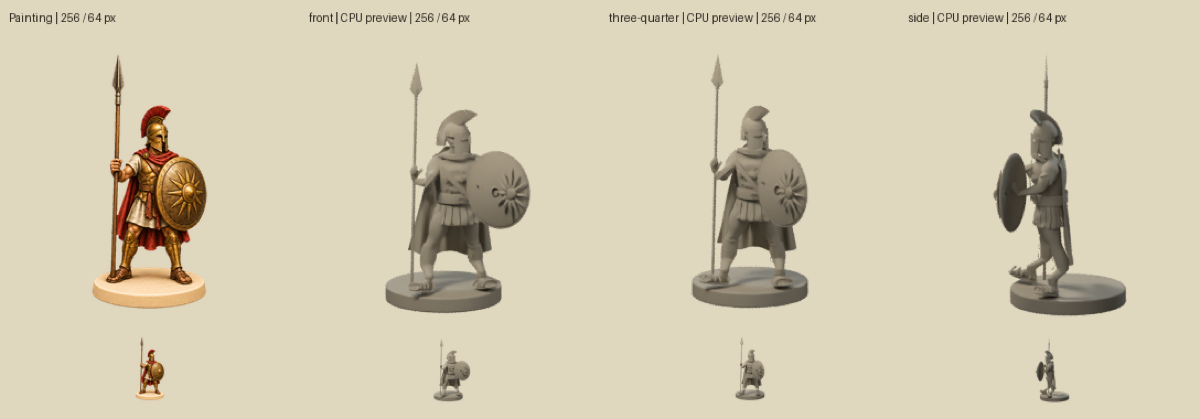 Painting | 256 / 64 px
front | CPU preview | 256 / 64 px
three-quarter | CPU preview | 256 / 64 px
side | CPU preview | 256 / 64 px